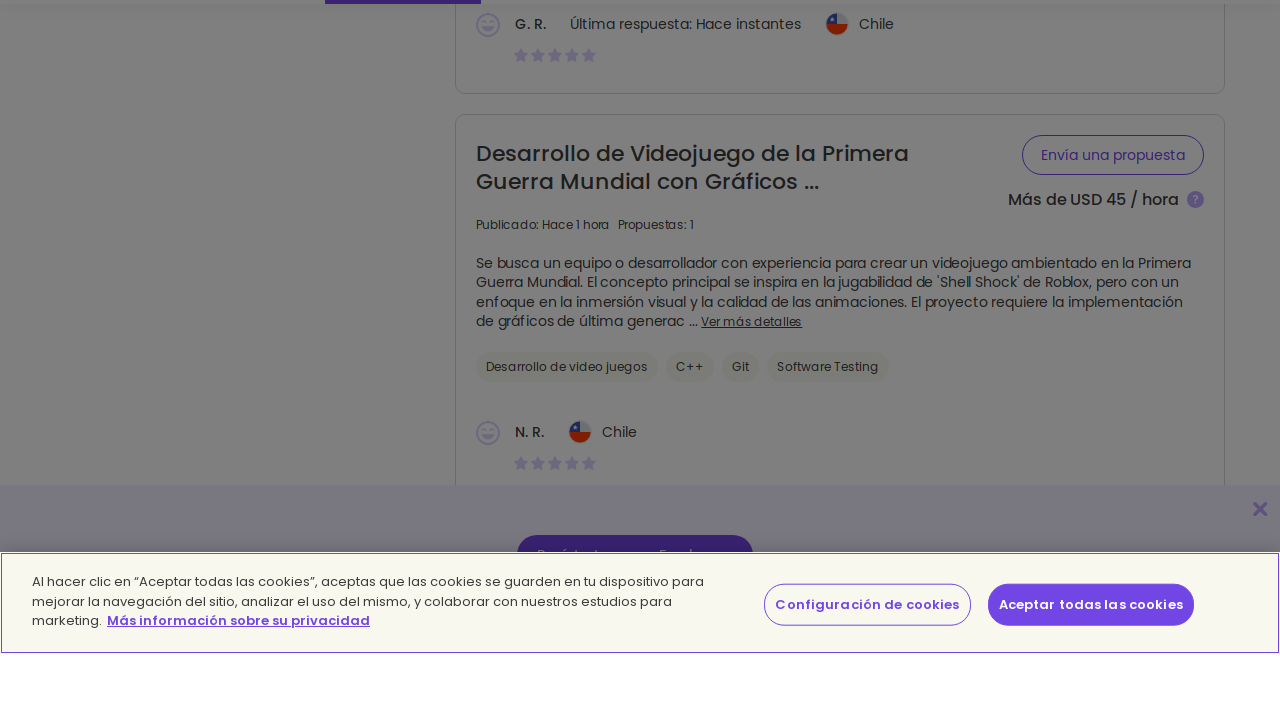 G. R. Última respuesta: Hace instantes Chile
Desarrollo de Videojuego de la Primera
Guerra Mundial con Gráficos ...
Envía una propuesta
Más de USD 45 / hora ?
Publicado: Hace 1 hora Propuestas: 1
Se busca un equipo o desarrollador con experiencia para crear un videojuego ambientado en la Primera
Guerra Mundial. El concepto principal se inspira en la jugabilidad de 'Shell Shock' de Roblox, pero con un
enfoque en la inmersión visual y la calidad de las animaciones. El proyecto requiere la implementación
de gráficos de última generac ... Ver más detalles
Desarrollo de video juegos C++ Git Software Testing
N. R. Chile
Al hacer clic en “Aceptar todas las cookies”, aceptas que las cookies se guarden en tu dispositivo para
mejorar la navegación del sitio, analizar el uso del mismo, y colaborar con nuestros estudios para
marketing. Más información sobre su privacidad
Configuración de cookies
Aceptar todas las cookies